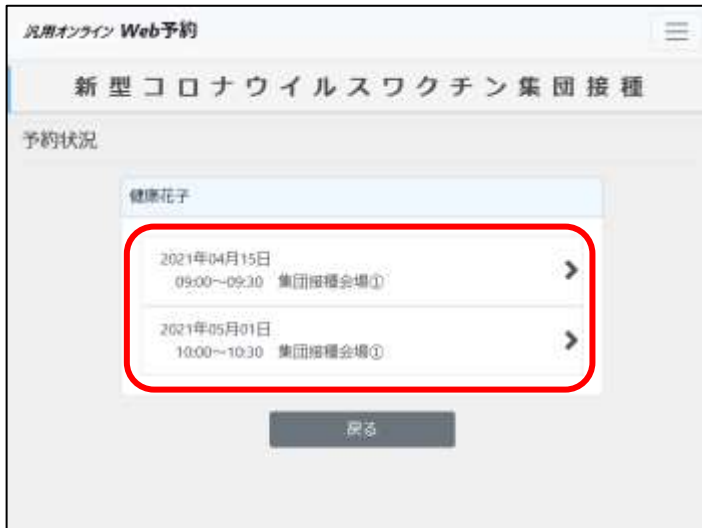 汎用オンライン Web予約
新型コロナウイルスワクチン集団接種
予約状況
健康花子
2021年04月15日
09:00～09:30 集団接種会場①
2021年05月01日
10:00～10:30 集団接種会場①
戻る